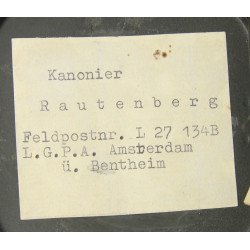 Kanonier
Rautenberg
Feldpostnr. L 27 134B
L.G.P.A. Amsterdam
ü. Bentheim